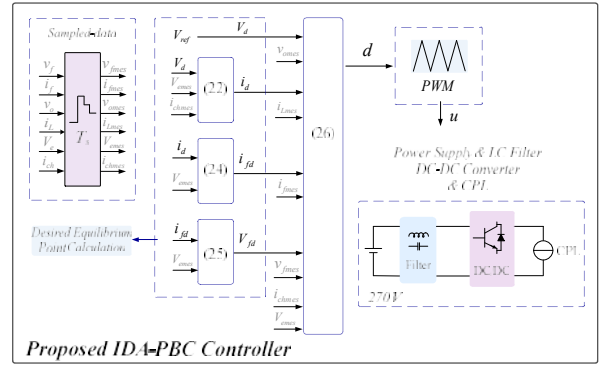 Sampled-data
v_f
i_f
v_o
i_L
V_e
i_ch
T_s
v_fmes
i_fmes
v_omes
i_Lmes
V_emes
i_chmes
V_ref
V_d
V_d
V_emes
i_chmes
(22)
i_d
i_d
V_emes
(24)
i_fd
i_fd
V_emes
(25)
V_fd
Desired Equilibrium
Point Calculation
v_omes
i_Lmes
i_fmes
v_fmes
i_chmes
V_emes
(26)
d
PWM
u
Power Supply & LC Filter
DC-DC Converter
& CPL
Filter
DC/DC
CPL
270V
Proposed IDA-PBC Controller